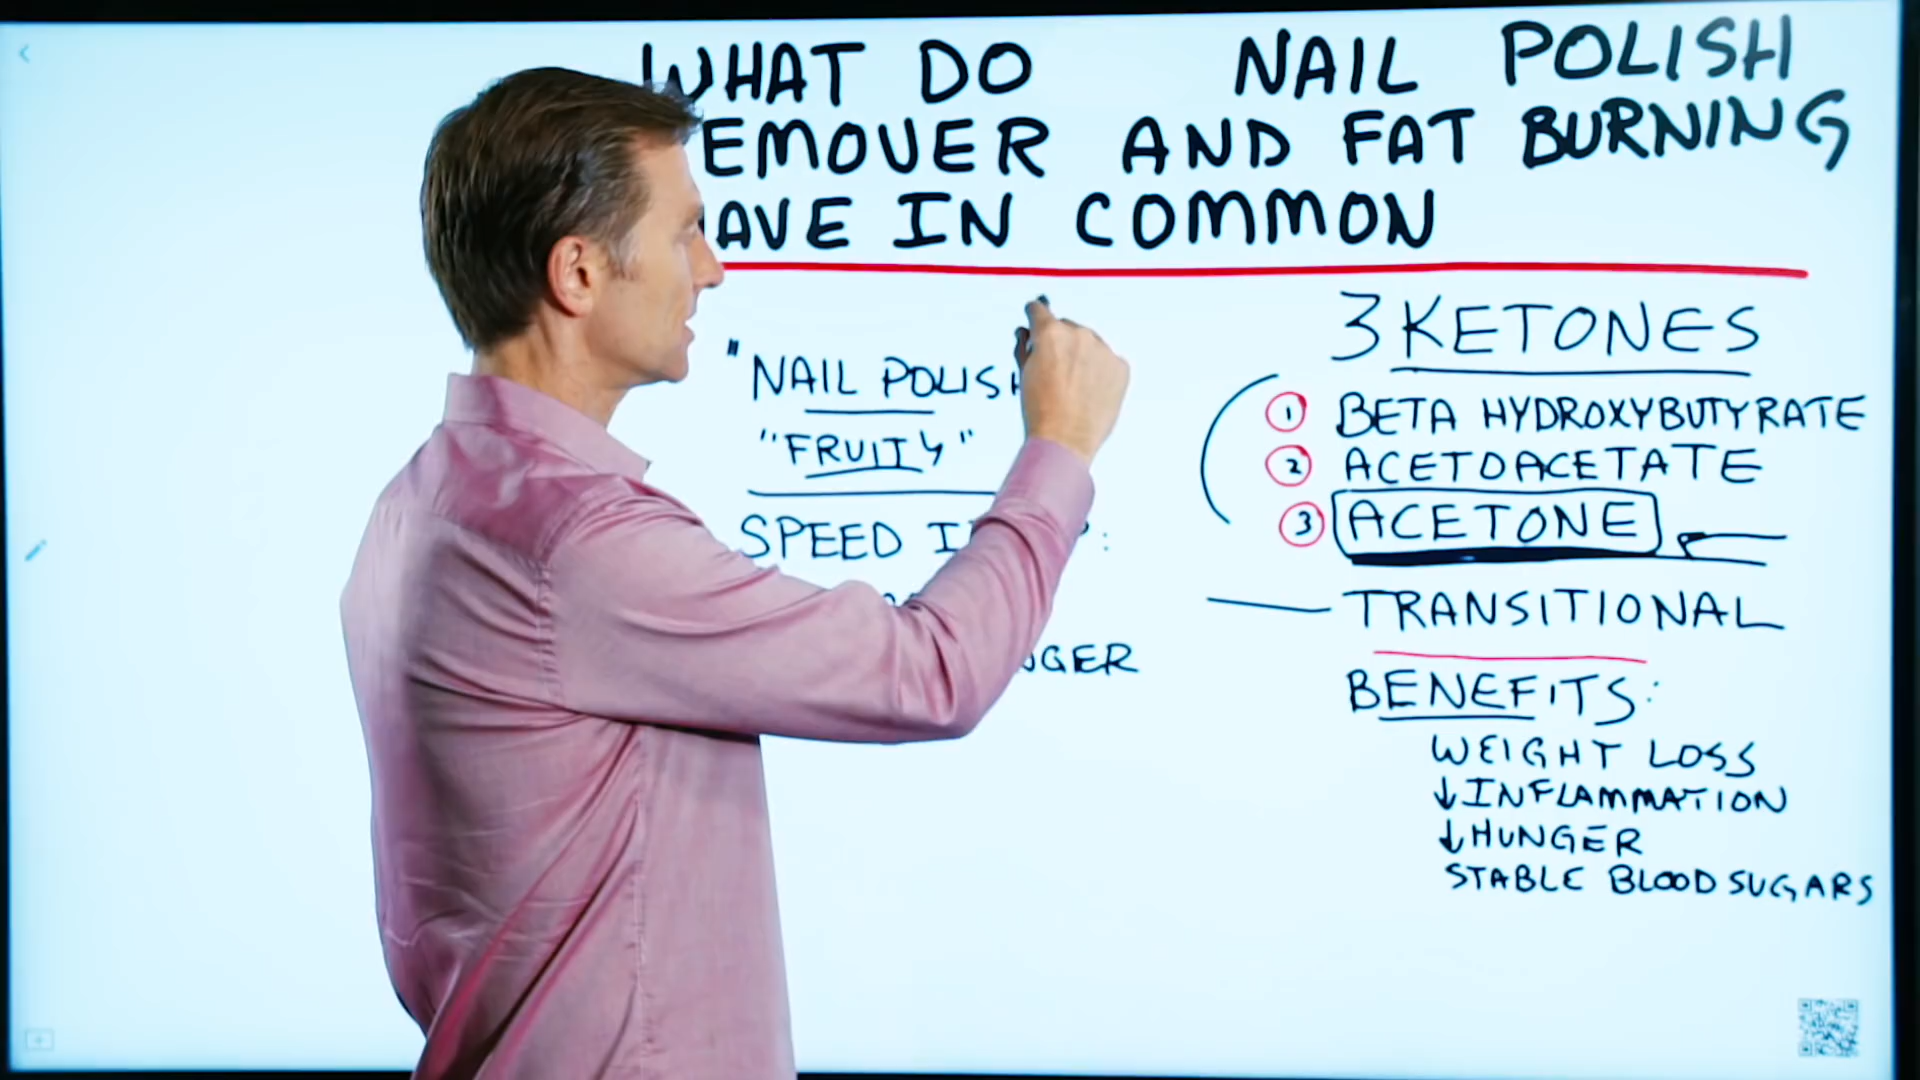 WHAT DO NAIL POLISH
EMOVER AND FAT BURNING
AVE IN COMMON
"NAIL POLISH
"FRUITY"
SPEED I
NGER
3 KETONES
1 BETA HYDROXYBUTYRATE
2 ACETOACETATE
3 ACETONE
TRANSITIONAL
BENEFITS:
WEIGHT LOSS
↓INFLAMMATION
↓HUNGER
STABLE BLOOD SUGARS